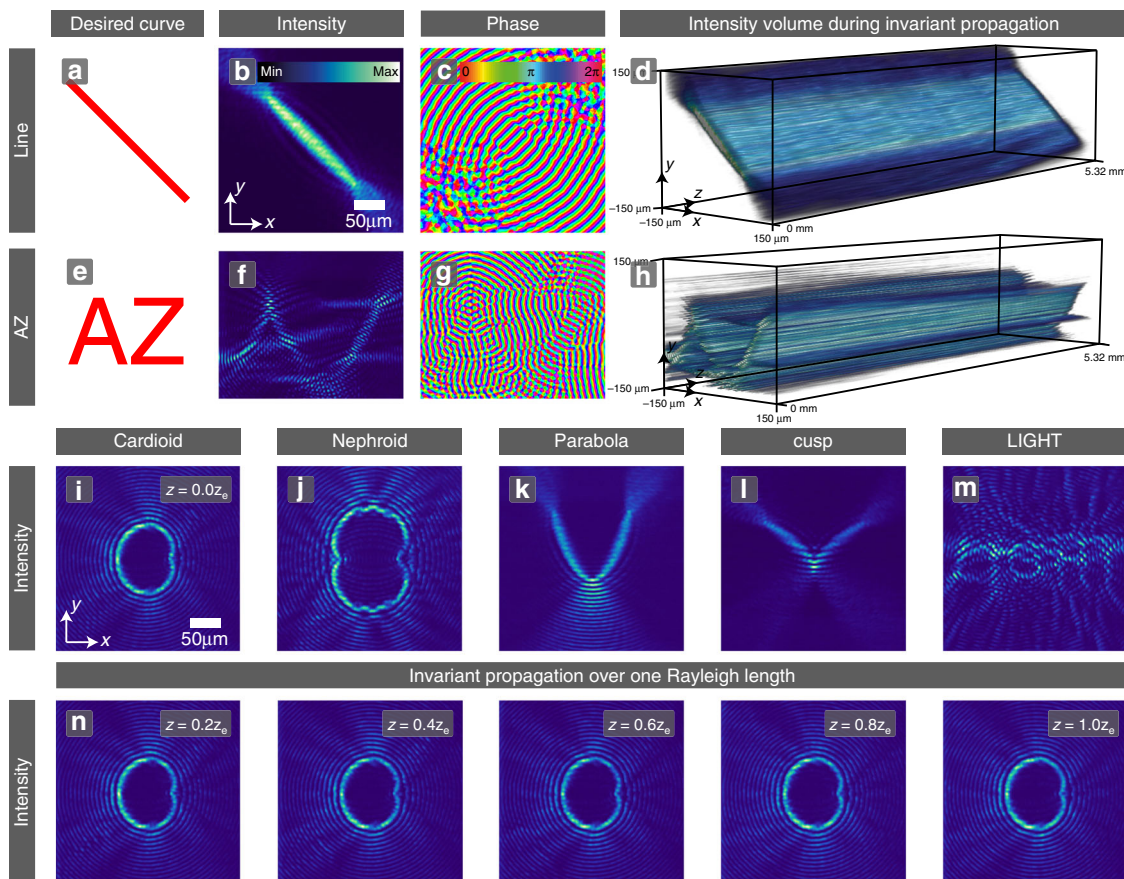 Desired curve
Intensity
Phase
Intensity volume during invariant propagation
Line
a
b
Min
Max
y
x
50μm
c
0
π
2π
d
150 μm
y
z
x
−150 μm
−150 μm
150 μm
0 mm
5.32 mm
AZ
e
AZ
f
g
h
150 μm
y
z
x
−150 μm
−150 μm
150 μm
0 mm
5.32 mm
Cardioid
Nephroid
Parabola
cusp
LIGHT
Intensity
i
z = 0.0zₑ
y
x
50μm
j
k
l
m
Invariant propagation over one Rayleigh length
Intensity
n
z = 0.2zₑ
z = 0.4zₑ
z = 0.6zₑ
z = 0.8zₑ
z = 1.0zₑ